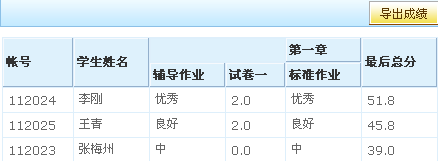 导出成绩
帐号 学生姓名 第一章 最后总分
辅导作业 试卷一 标准作业
112024 李刚 优秀 2.0 优秀 51.8
112025 王青 良好 2.0 良好 45.8
112023 张梅州 中 0.0 中 39.0